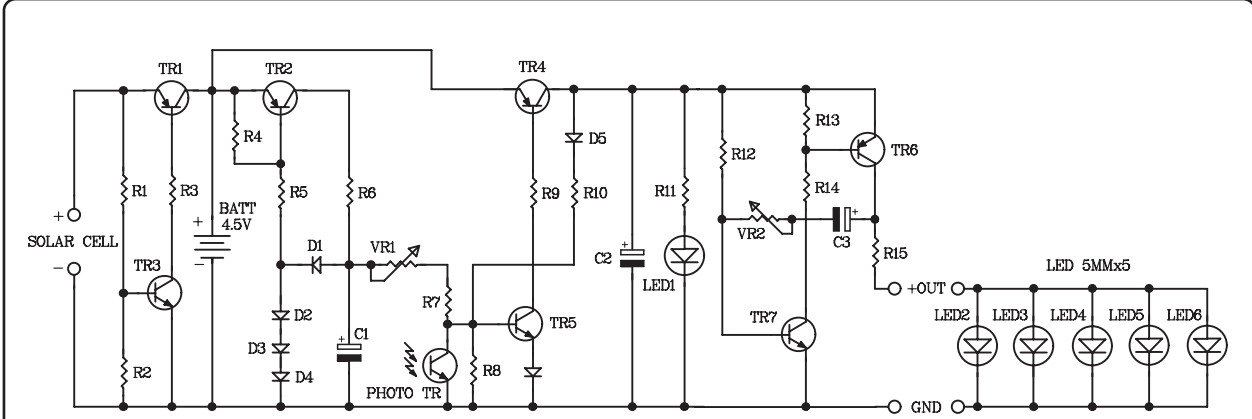 TR1
TR2
TR4
R4
D5
R13
TR6
R12
R1
R3
R5
R6
R9
R10
R11
R14
BATT
4.5V
+
+
SOLAR CELL
-
-
D1
VR1
VR2
+
C3
R15
TR3
+
C2
LED1
LED 5MMx5
+OUT
R7
D2
TR5
TR7
LED2
LED3
LED4
LED5
LED6
D3
+
C1
R2
D4
PHOTO TR
R8
GND